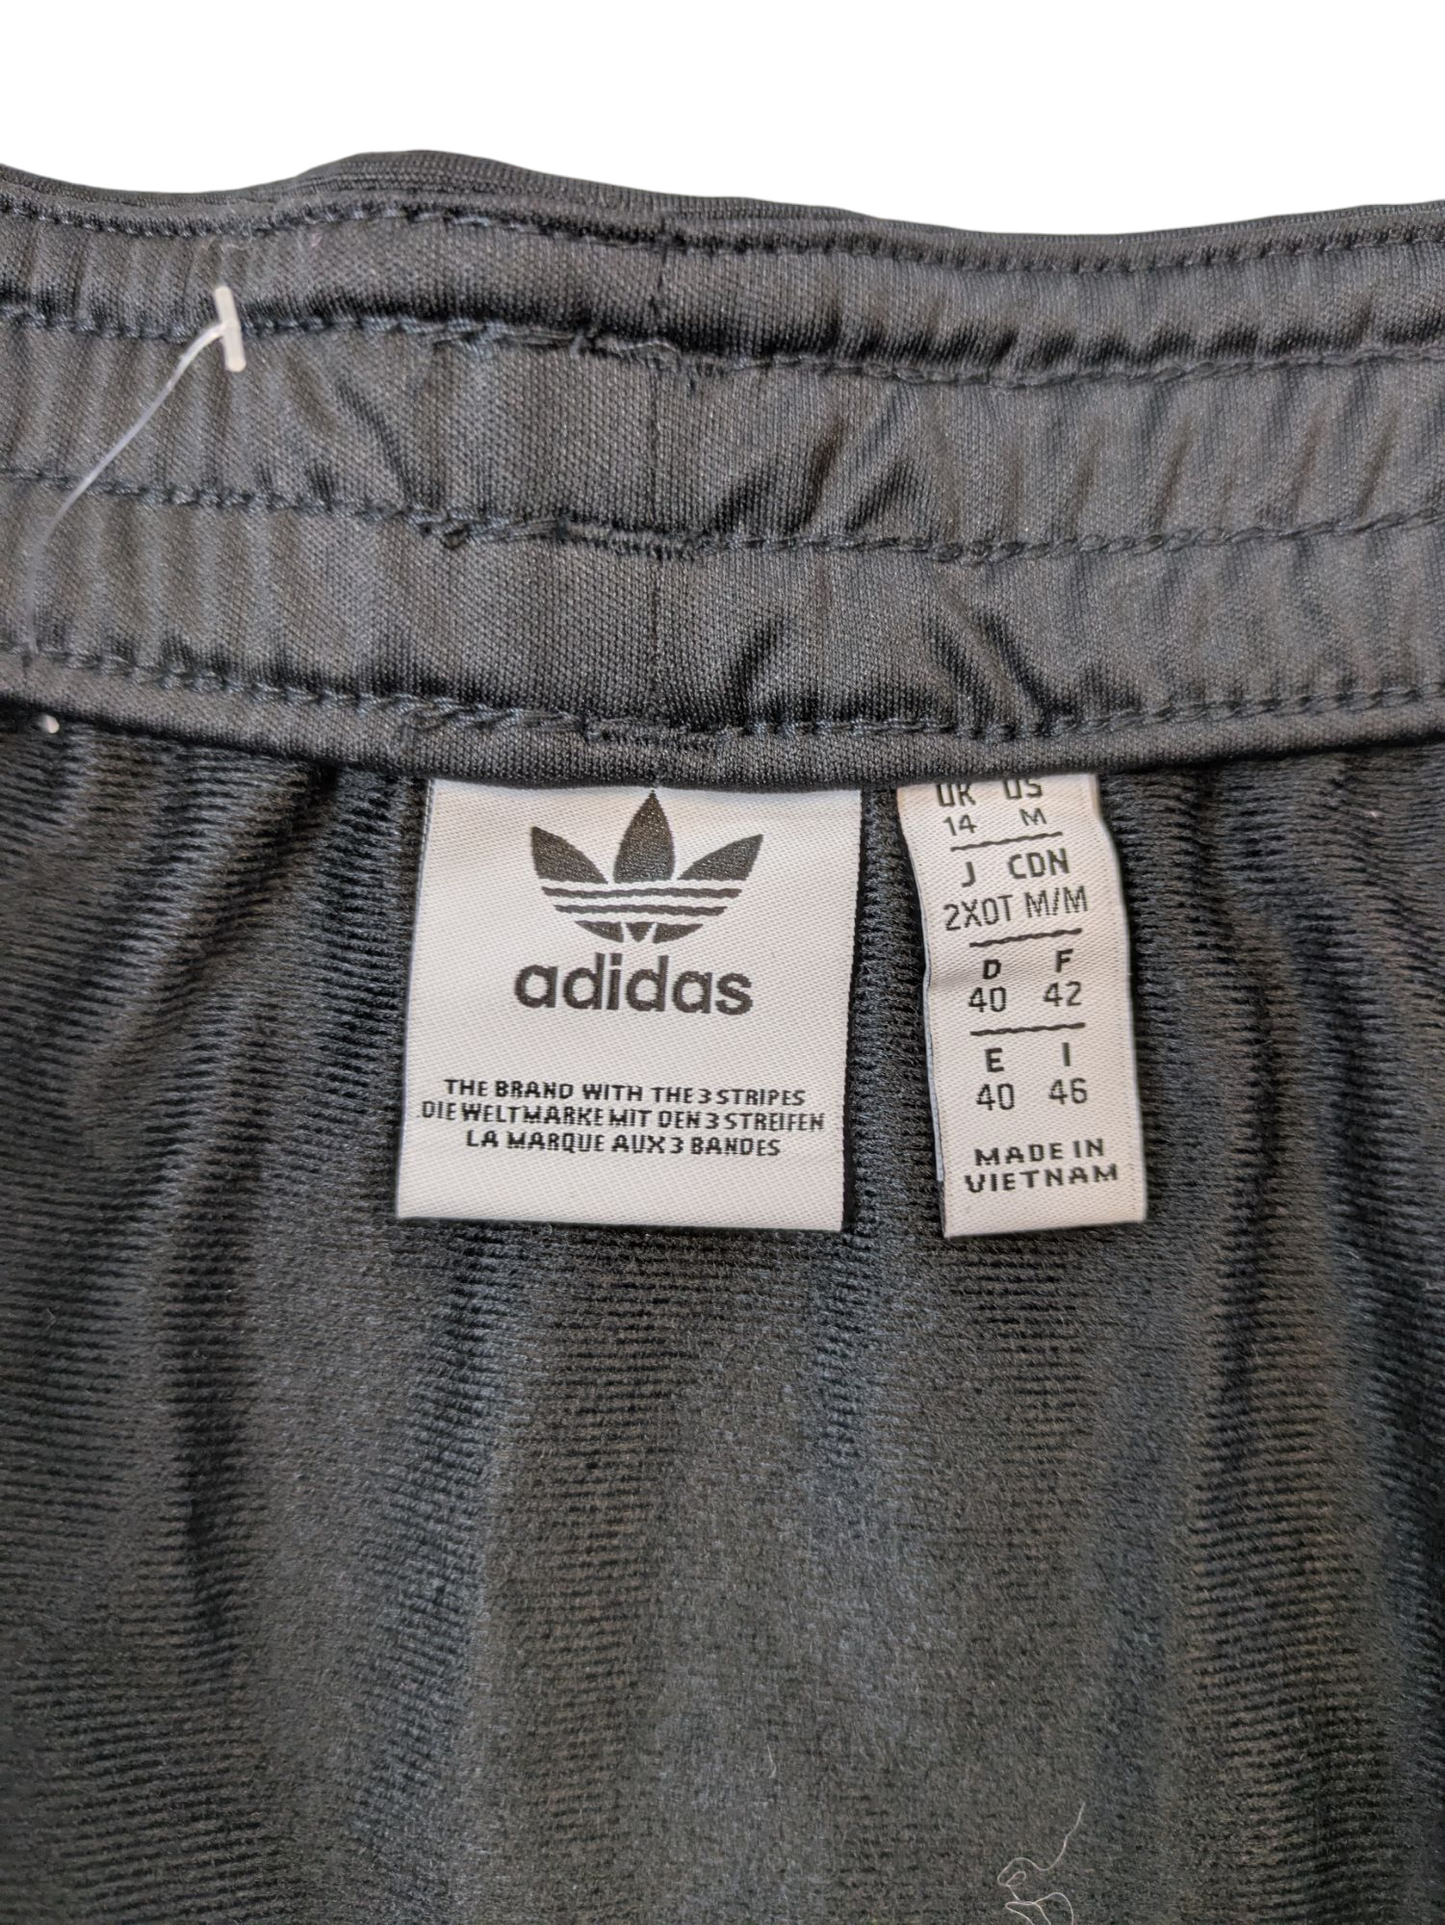 adidas
THE BRAND WITH THE 3 STRIPES
DIE WELTMARKE MIT DEN 3 STREIFEN
LA MARQUE AUX 3 BANDES
UK US
14 M
J CDN
2XOT M/M
D F
40 42
E I
40 46
MADE IN
VIETNAM